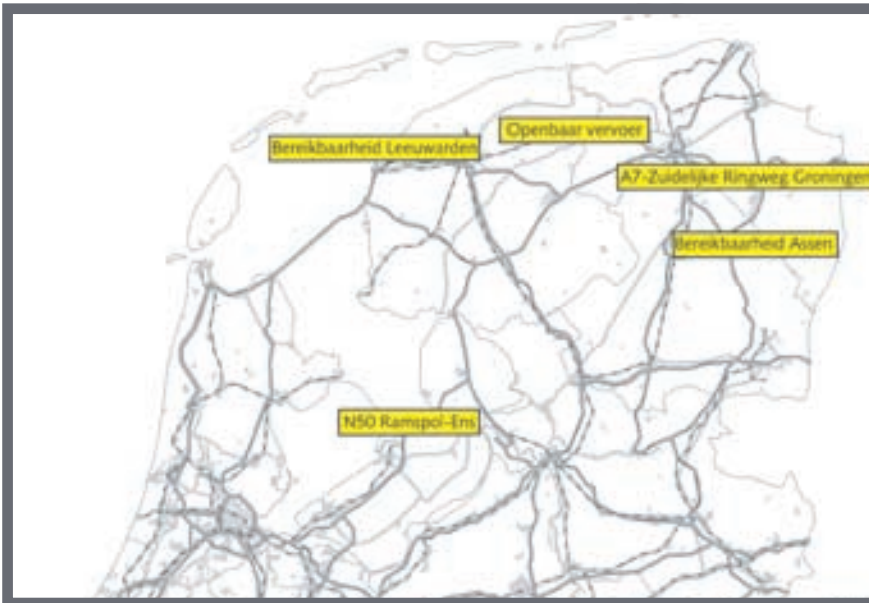 Openbaar vervoer
Bereikbaarheid Leeuwarden
A7-Zuidelijke Ringweg Groningen
Bereikbaarheid Assen
N50 Ramspol-Ens